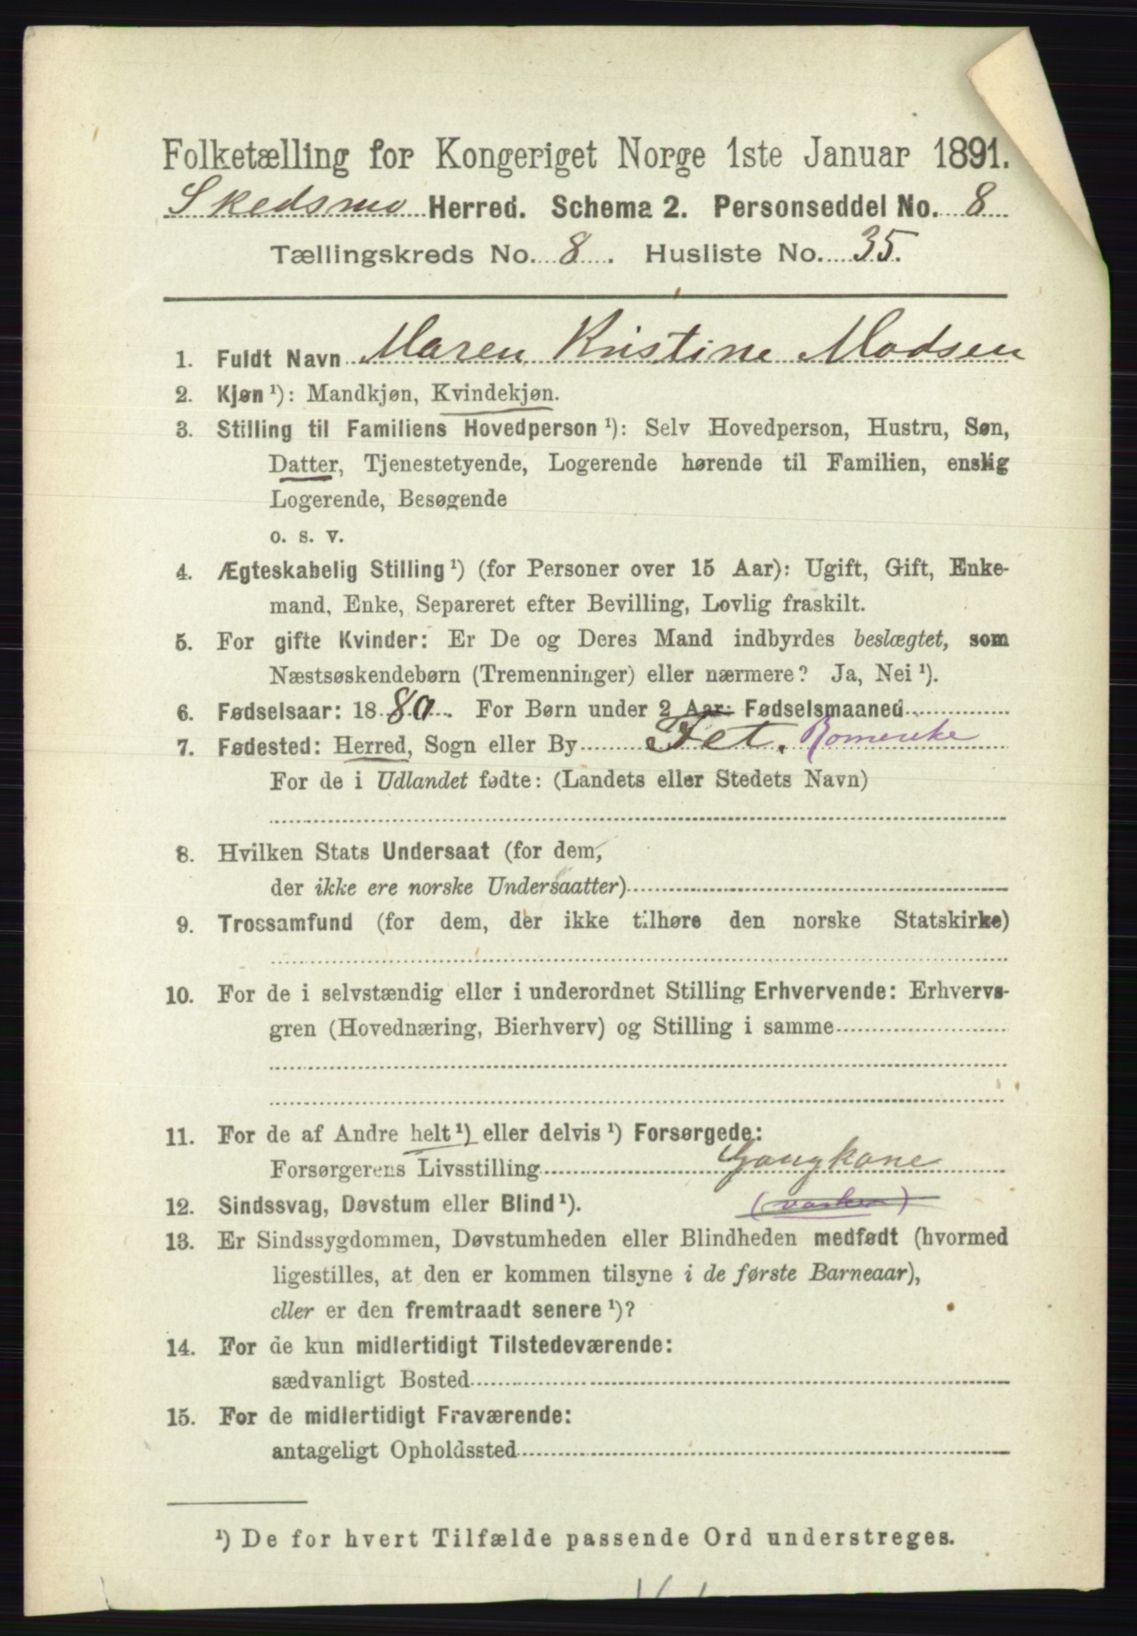 Folketælling for Kongeriget Norge 1ste Januar 1891.
Skedsmo Herred. Schema 2. Personseddel No. 8
Tællingskreds No. 8. Husliste No. 35.
1. Fuldt Navn Maren Kristine Madsen
2. Kjøn ¹): Mandkjøn, Kvindekjøn.
3. Stilling til Familiens Hovedperson ¹): Selv Hovedperson, Hustru, Søn,
Datter, Tjenestetyende, Logerende hørende til Familien, enslig
Logerende, Besøgende
o. s. v.
4. Ægteskabelig Stilling ¹) (for Personer over 15 Aar): Ugift, Gift, Enke-
mand, Enke, Separeret efter Bevilling, Lovlig fraskilt.
5. For gifte Kvinder: Er De og Deres Mand indbyrdes beslægtet, som
Næstsøskendebørn (Tremenninger) eller nærmere? Ja, Nei ¹).
6. Fødselsaar: 1880. For Børn under 2 Aar: Fødselsmaaned
7. Fødested: Herred, Sogn eller By Fet. Romerike
For de i Udlandet fødte: (Landets eller Stedets Navn)
8. Hvilken Stats Undersaat (for dem,
der ikke ere norske Undersaatter)
9. Trossamfund (for dem, der ikke tilhøre den norske Statskirke)
10. For de i selvstændig eller i underordnet Stilling Erhvervende: Erhvervs-
gren (Hovednæring, Bierhverv) og Stilling i samme
11. For de af Andre helt ¹) eller delvis ¹) Forsørgede:
Forsørgerens Livsstilling Gangkone
12. Sindssvag, Døvstum eller Blind ¹).
13. Er Sindssygdommen, Døvstumheden eller Blindheden medfødt (hvormed
ligestilles, at den er kommen tilsyne i de første Barneaar),
eller er den fremtraadt senere ¹)?
14. For de kun midlertidigt Tilstedeværende:
sædvanligt Bosted
15. For de midlertidigt Fraværende:
antageligt Opholdssted
¹) De for hvert Tilfælde passende Ord understreges.